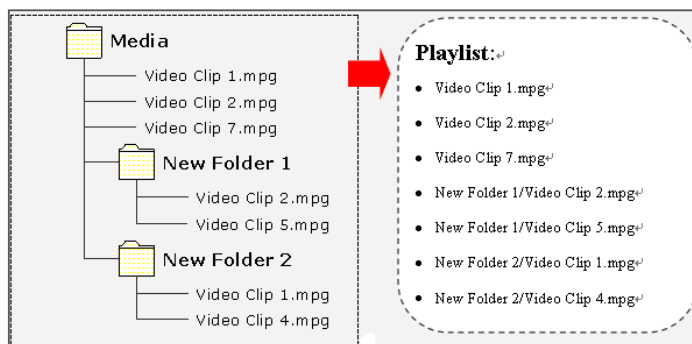 Media
Video Clip 1.mpg
Video Clip 2.mpg
Video Clip 7.mpg
New Folder 1
Video Clip 2.mpg
Video Clip 5.mpg
New Folder 2
Video Clip 1.mpg
Video Clip 4.mpg
Playlist:↵
• Video Clip 1.mpg↵
• Video Clip 2.mpg↵
• Video Clip 7.mpg↵
• New Folder 1/Video Clip 2.mpg↵
• New Folder 1/Video Clip 5.mpg↵
• New Folder 2/Video Clip 1.mpg↵
• New Folder 2/Video Clip 4.mpg↵